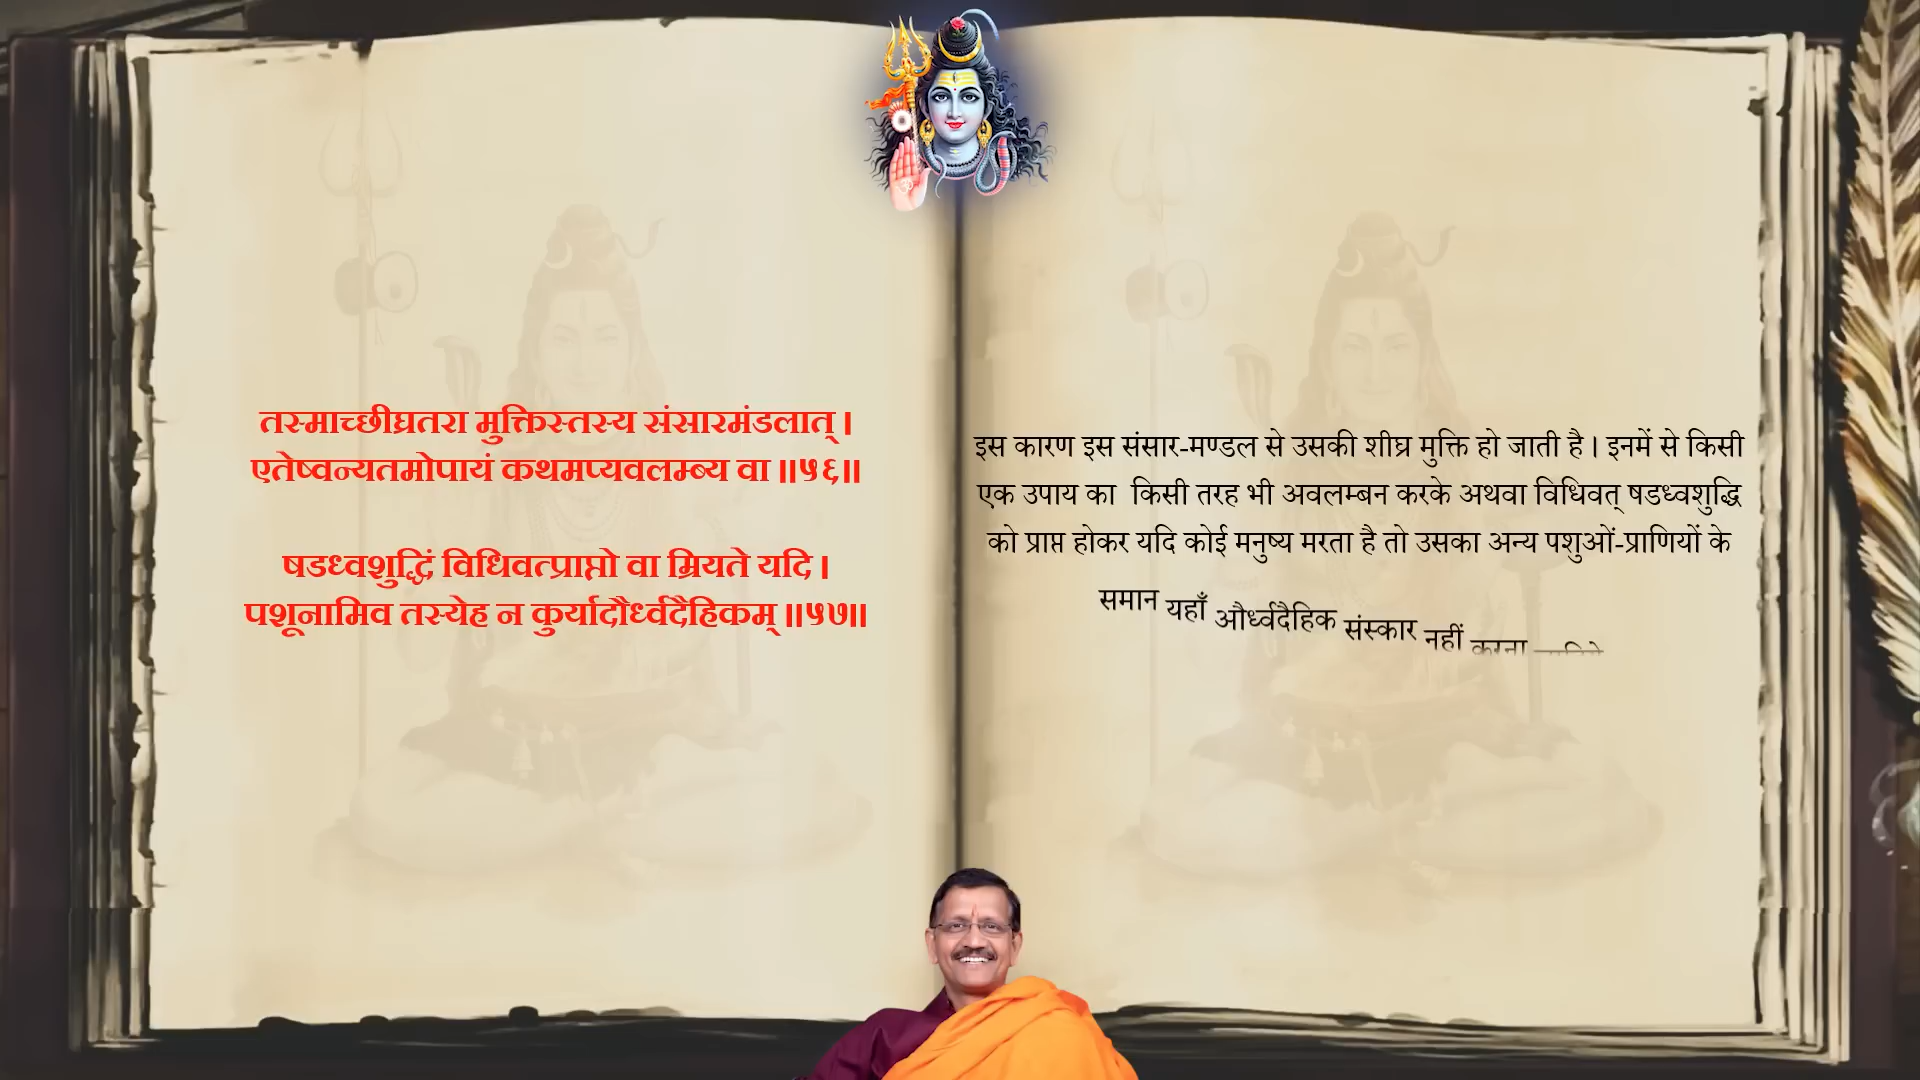 तस्माच्छीघ्रतरा मुक्तिस्तस्य संसारमंडलात् ।
एतेष्वन्यतमोपायं कथमप्यवलम्ब्य वा ॥५६॥
षडध्वशुद्धिं विधिवत्प्राप्तो वा म्रियते यदि ।
पशूनामिव तस्येह न कुर्यादौर्ध्वदैहिकम् ॥५७॥
इस कारण इस संसार-मण्डल से उसकी शीघ्र मुक्ति हो जाती है । इनमें से किसी
एक उपाय का किसी तरह भी अवलम्बन करके अथवा विधिवत् षडध्वशुद्धि
को प्राप्त होकर यदि कोई मनुष्य मरता है तो उसका अन्य पशुओं-प्राणियों के
समान यहाँ और्ध्वदैहिक संस्कार नहीं करना